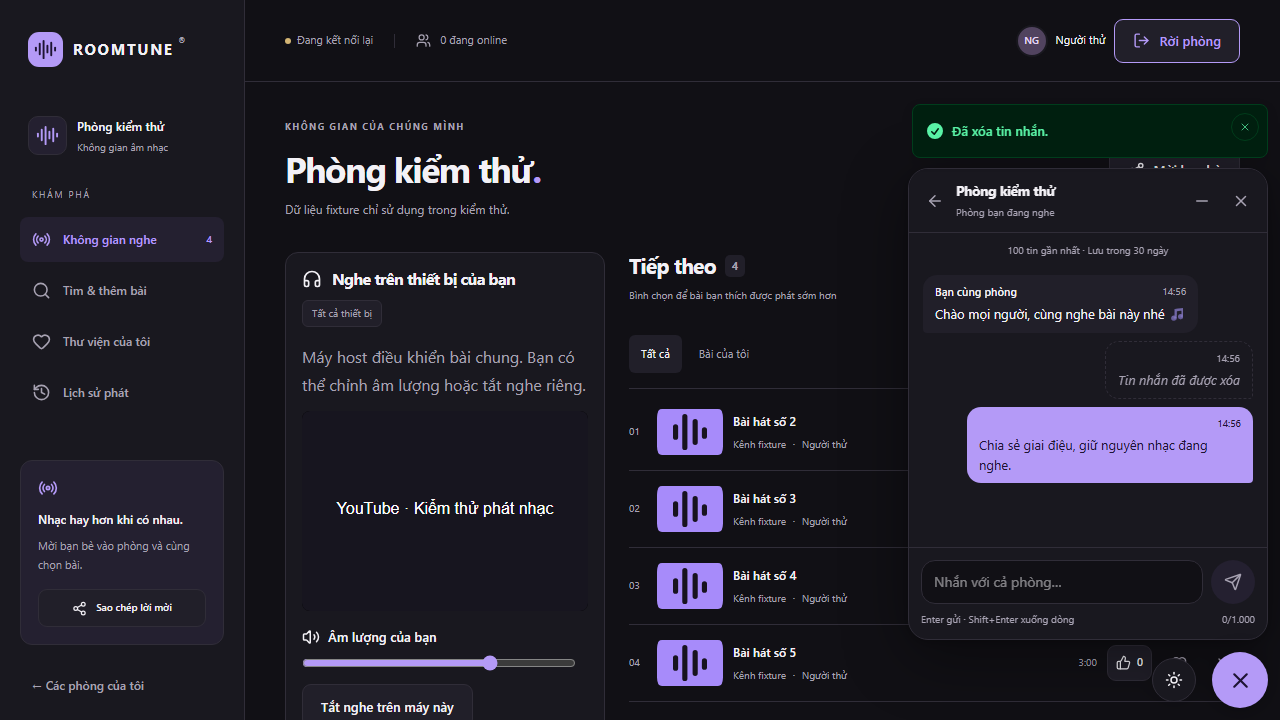 ROOMTUNE ®
Phòng kiểm thử
Không gian âm nhạc
KHÁM PHÁ
Không gian nghe 4
Tìm & thêm bài
Thư viện của tôi
Lịch sử phát
Nhạc hay hơn khi có nhau.
Mời bạn bè vào phòng và cùng
chọn bài.
Sao chép lời mời
← Các phòng của tôi
Đang kết nối lại
0 đang online
NG
Người thử
Rời phòng
KHÔNG GIAN CỦA CHÚNG MÌNH
Phòng kiểm thử.
Dữ liệu fixture chỉ sử dụng trong kiểm thử.
Nghe trên thiết bị của bạn
Tất cả thiết bị
Máy host điều khiển bài chung. Bạn có
thể chỉnh âm lượng hoặc tắt nghe riêng.
YouTube · Kiểm thử phát nhạc
Âm lượng của bạn
Tắt nghe trên máy này
Tiếp theo 4
Bình chọn để bài bạn thích được phát sớm hơn
Tất cả
Bài của tôi
01
Bài hát số 2
Kênh fixture · Người thử
02
Bài hát số 3
Kênh fixture · Người thử
03
Bài hát số 4
Kênh fixture · Người thử
04
Bài hát số 5
Kênh fixture · Người thử
3:00
0
Đã xóa tin nhắn.
Phòng kiểm thử
Phòng bạn đang nghe
100 tin gần nhất · Lưu trong 30 ngày
Bạn cùng phòng 14:56
Chào mọi người, cùng nghe bài này nhé 🎵
14:56
Tin nhắn đã được xóa
14:56
Chia sẻ giai điệu, giữ nguyên nhạc đang
nghe.
Nhắn với cả phòng...
Enter gửi · Shift+Enter xuống dòng
0/1.000